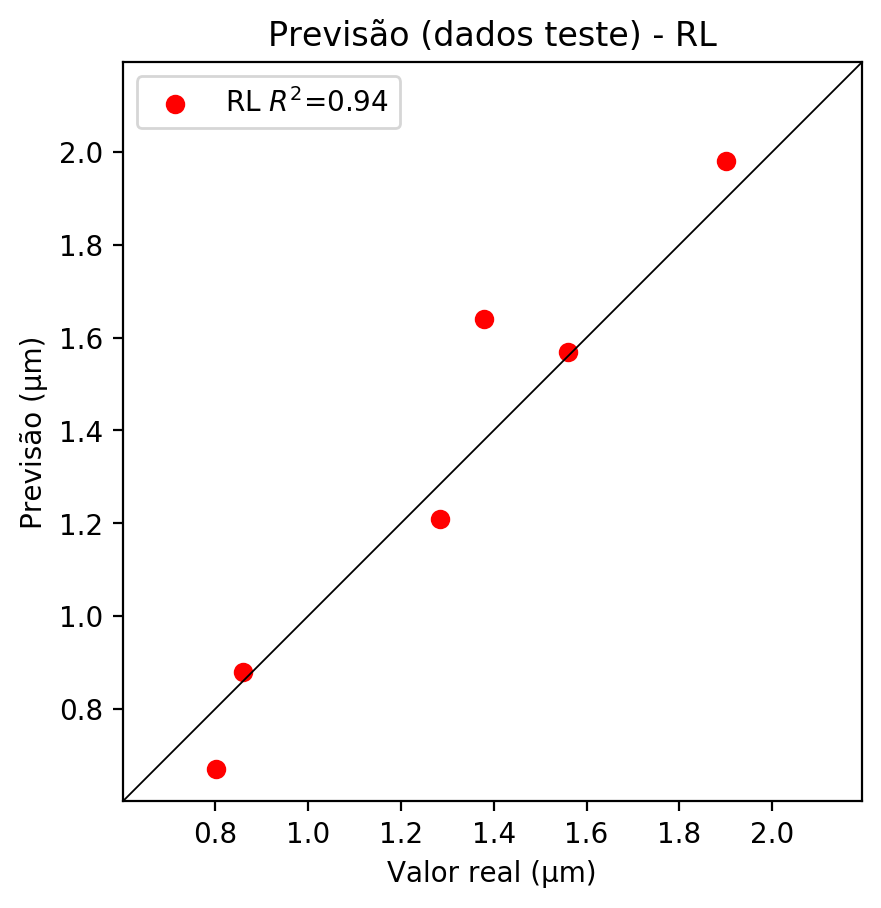 Previsão (dados teste) - RL
RL R²=0.94
Previsão (µm)
2.0
1.8
1.6
1.4
1.2
1.0
0.8
0.8 1.0 1.2 1.4 1.6 1.8 2.0
Valor real (µm)